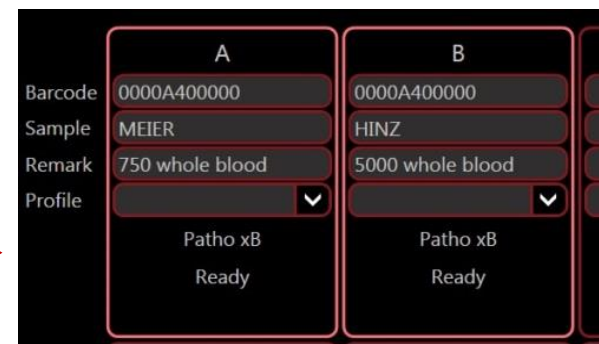 A B
Barcode 0000A400000 0000A400000
Sample MEIER HINZ
Remark 750 whole blood 5000 whole blood
Profile
Patho xB Patho xB
Ready Ready